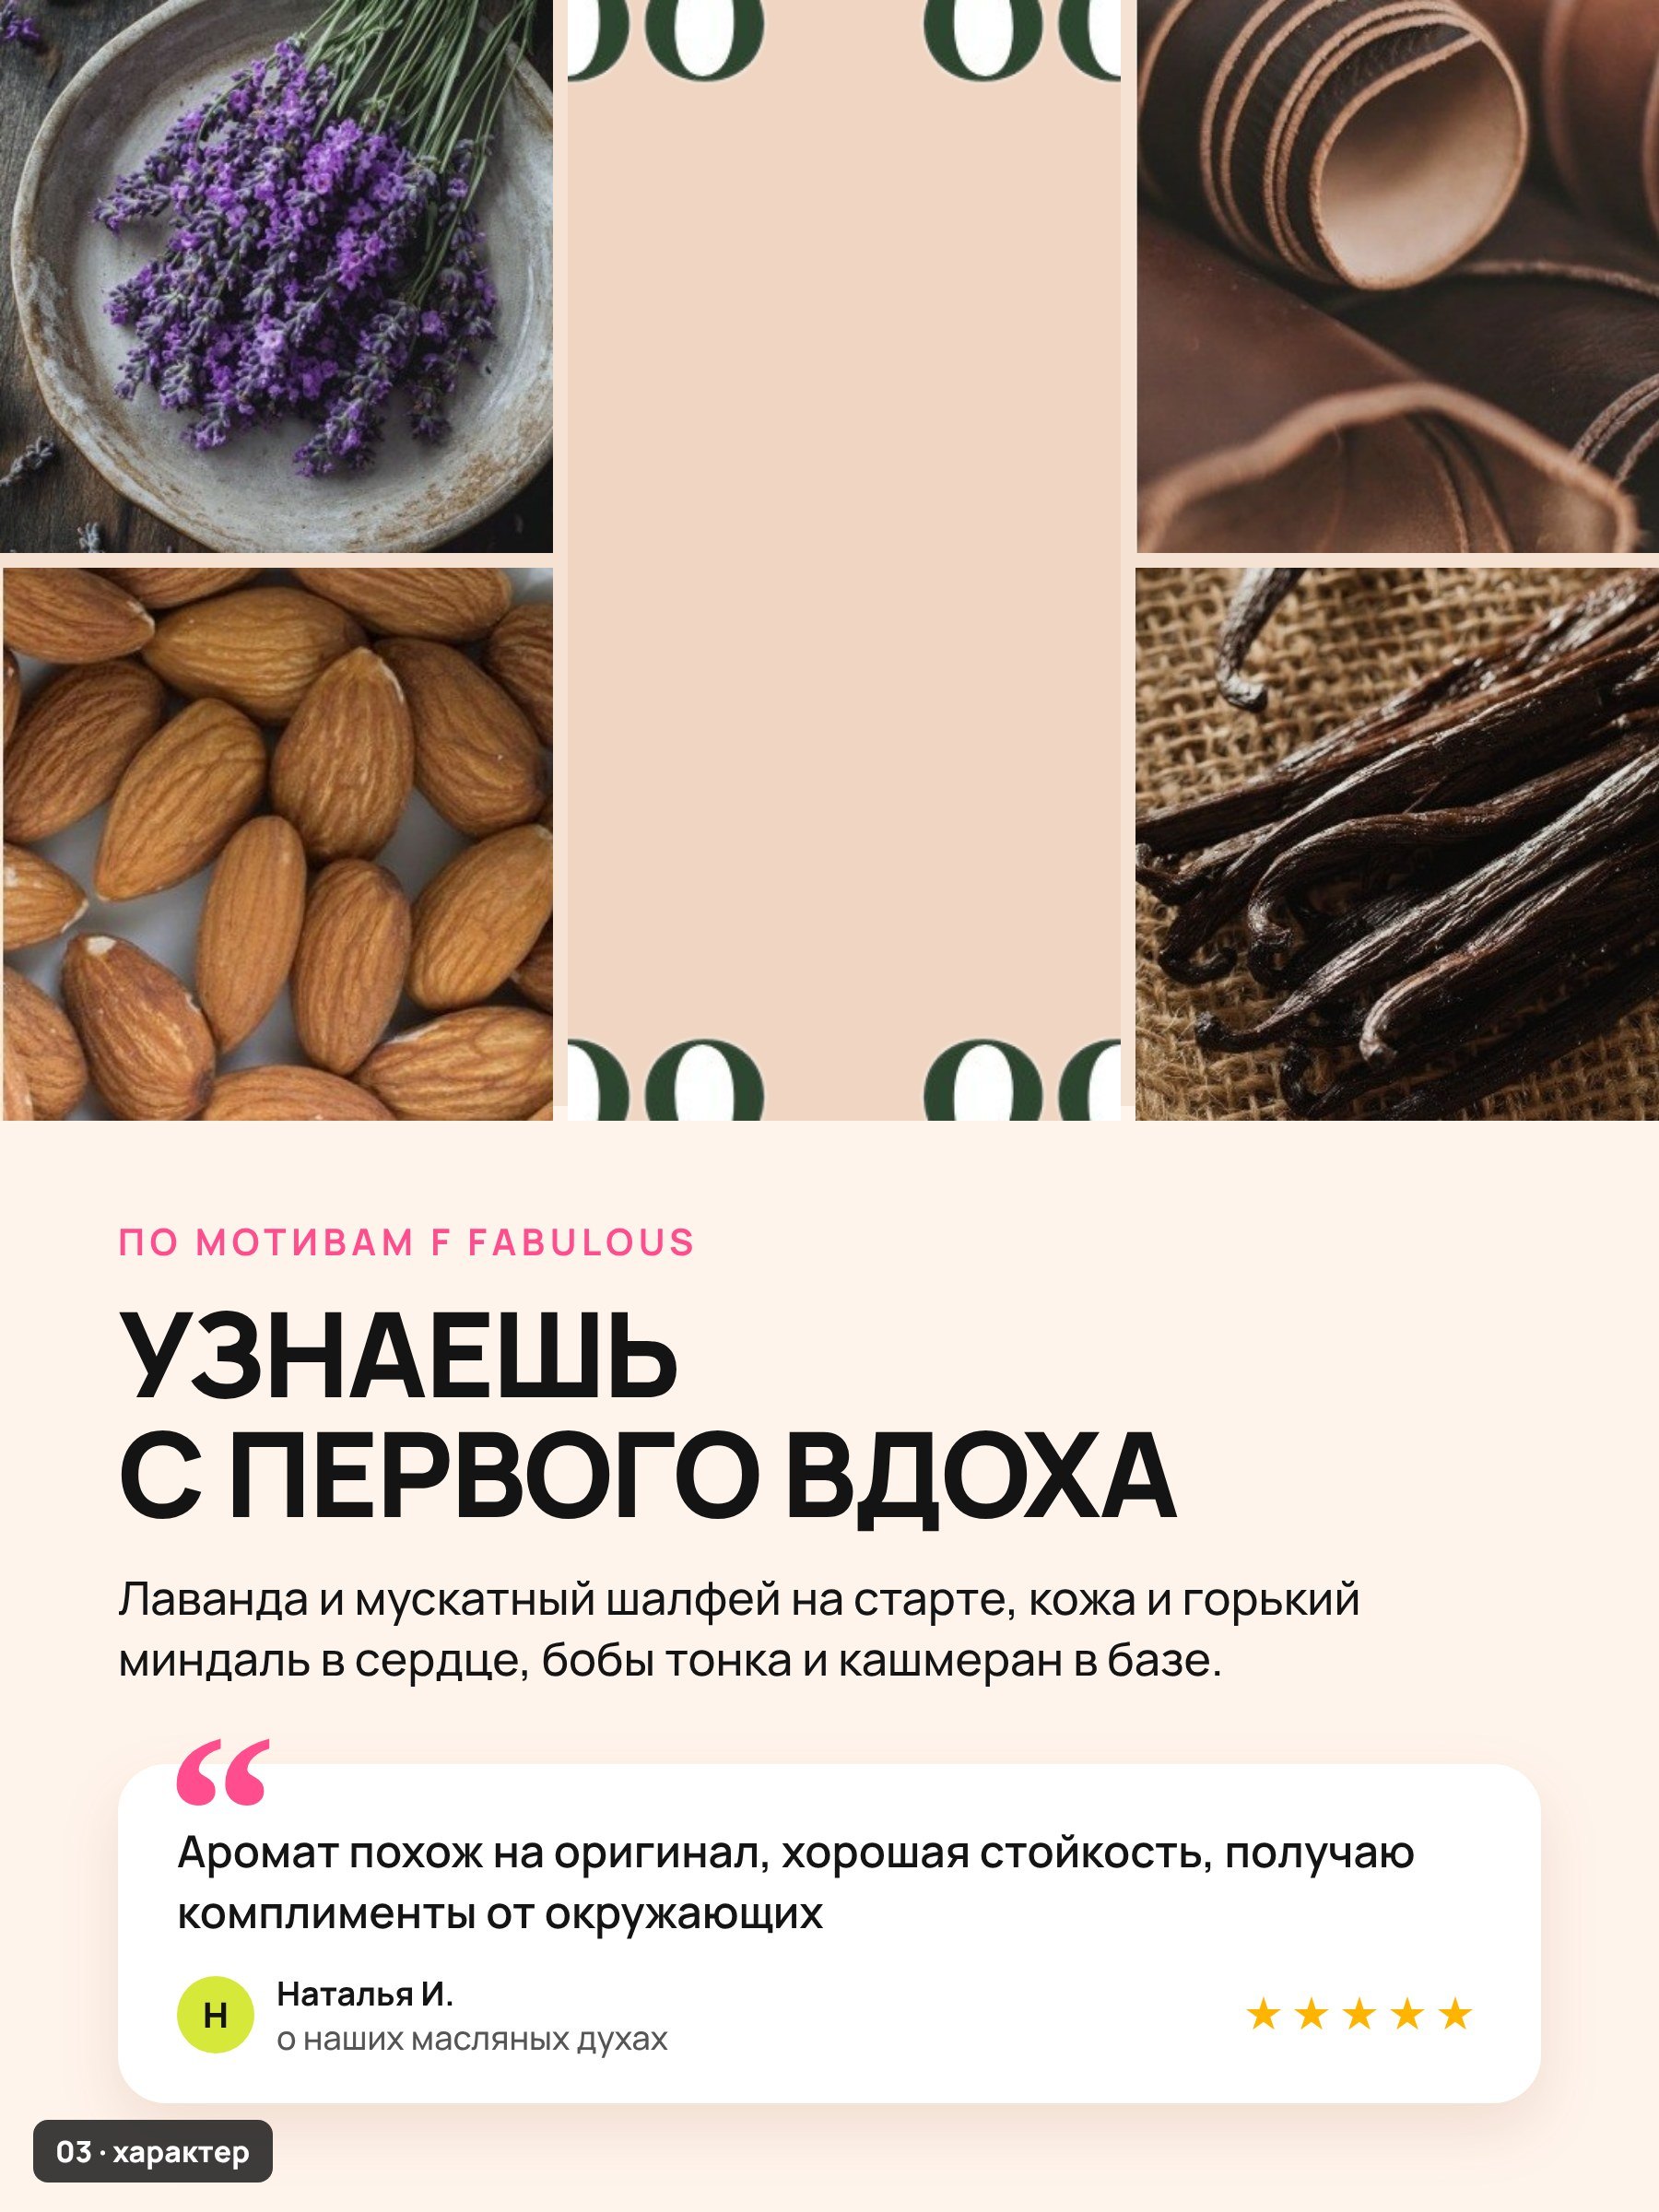 ПО МОТИВАМ F FABULOUS
УЗНАЕШЬ
С ПЕРВОГО ВДОХА
Лаванда и мускатный шалфей на старте, кожа и горький
миндаль в сердце, бобы тонка и кашмеран в базе.
“
Аромат похож на оригинал, хорошая стойкость, получаю
комплименты от окружающих
Н
Наталья И.
о наших масляных духах
★★★★★
03 · характер